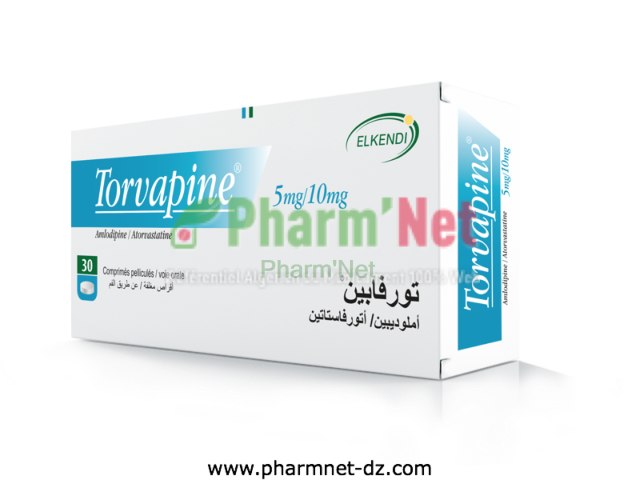 ELKENDI
Torvapine®
5mg/10mg
Amlodipine / Atorvastatine
Pharm'Net
Pharm'Net
30
Comprimés pelliculés / voie orale
أقراص مغلفة / عن طريق الفم
تورفابين
أملوديبين/ أتورفاستاتين
Torvapine®
5mg/10mg
Amlodipine / Atorvastatine
www.pharmnet-dz.com